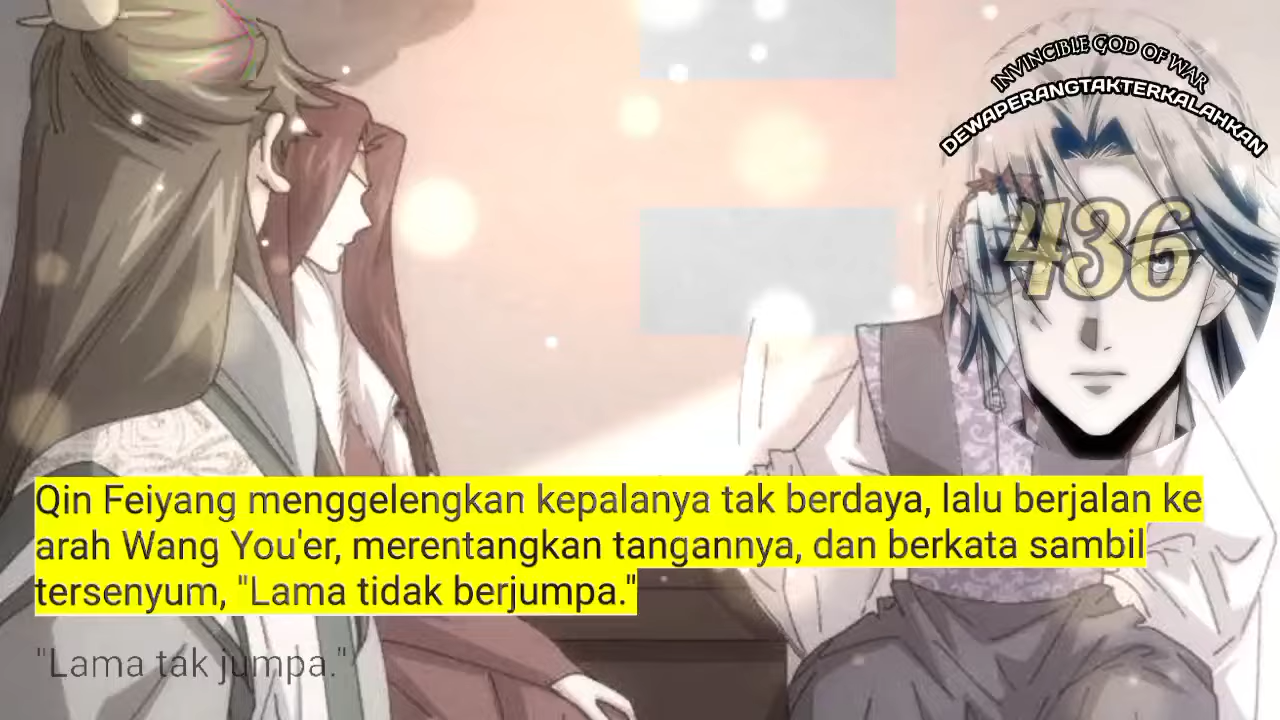 INVINCIBLE GOD OF WAR
DEWAPERANGTAKTERKALAHKAN
436
Qin Feiyang menggelengkan kepalanya tak berdaya, lalu berjalan ke
arah Wang You'er, merentangkan tangannya, dan berkata sambil
tersenyum, "Lama tidak berjumpa."
"Lama tak jumpa."